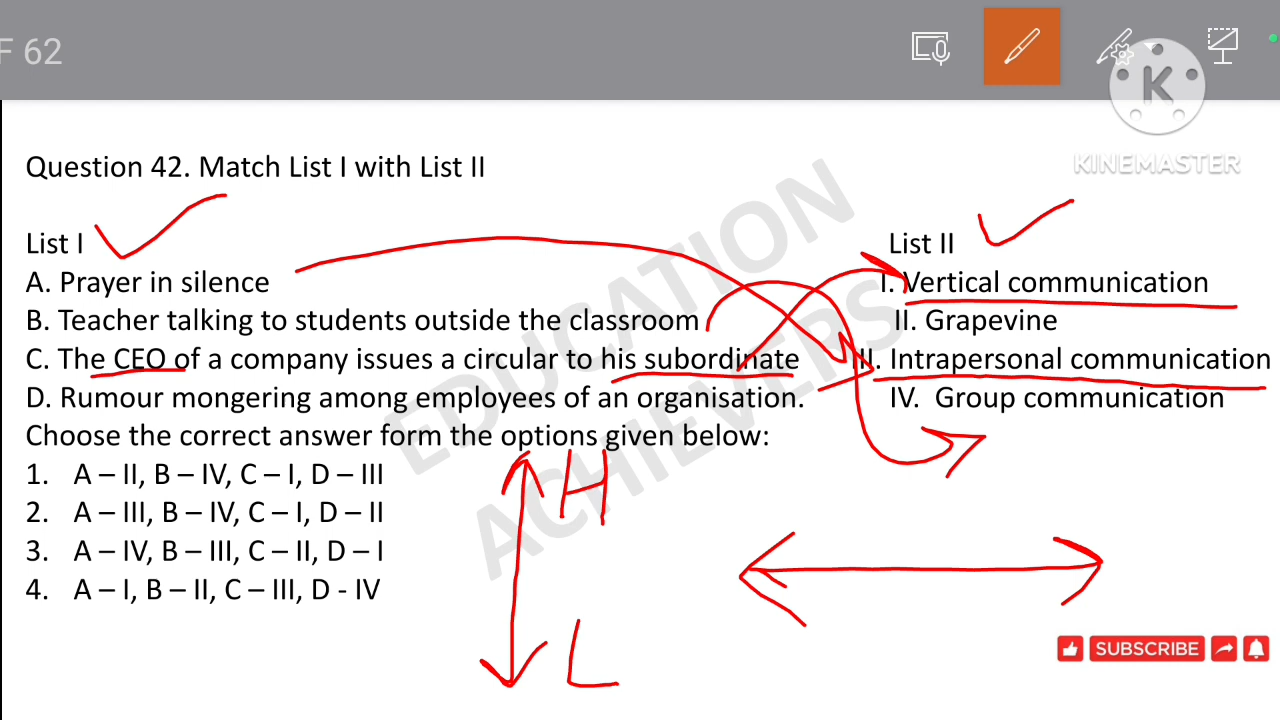 F 62
K
KINEMASTER
Question 42. Match List I with List II
List I
List II
A. Prayer in silence
I. Vertical communication
B. Teacher talking to students outside the classroom
II. Grapevine
C. The CEO of a company issues a circular to his subordinate
III. Intrapersonal communication
D. Rumour mongering among employees of an organisation.
IV. Group communication
Choose the correct answer form the options given below:
1. A – II, B – IV, C – I, D – III
2. A – III, B – IV, C – I, D – II
3. A – IV, B – III, C – II, D – I
4. A – I, B – II, C – III, D - IV
H
L
EDUCATION
ACHIEVERS
SUBSCRIBE